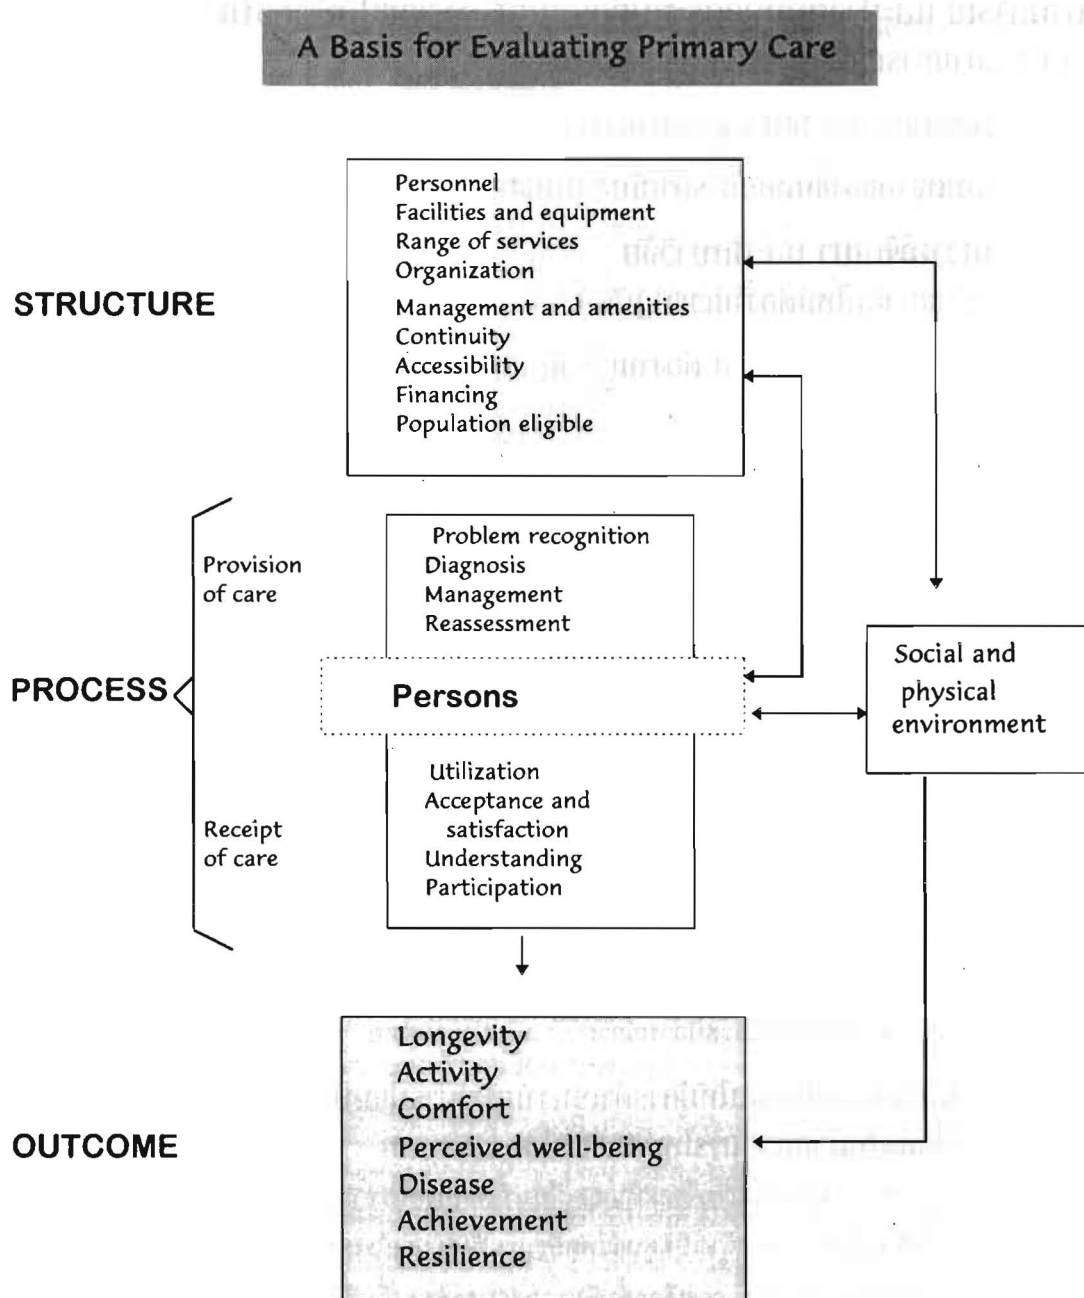 A Basis for Evaluating Primary Care
STRUCTURE
Personnel
Facilities and equipment
Range of services
Organization
Management and amenities
Continuity
Accessibility
Financing
Population eligible
PROCESS
Provision
of care
Problem recognition
Diagnosis
Management
Reassessment
Persons
Social and
physical
environment
Receipt
of care
Utilization
Acceptance and
satisfaction
Understanding
Participation
OUTCOME
Longevity
Activity
Comfort
Perceived well-being
Disease
Achievement
Resilience